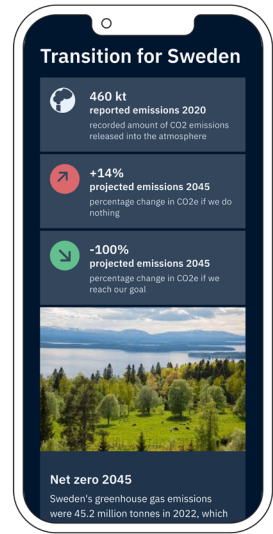 Transition for Sweden
460 kt
reported emissions 2020
recorded amount of CO2 emissions
released into the atmosphere
+14%
projected emissions 2045
percentage change in CO2e if we do
nothing
-100%
projected emissions 2045
percentage change in CO2e if we
reach our goal
Net zero 2045
Sweden's greenhouse gas emissions
were 45.2 million tonnes in 2022, which